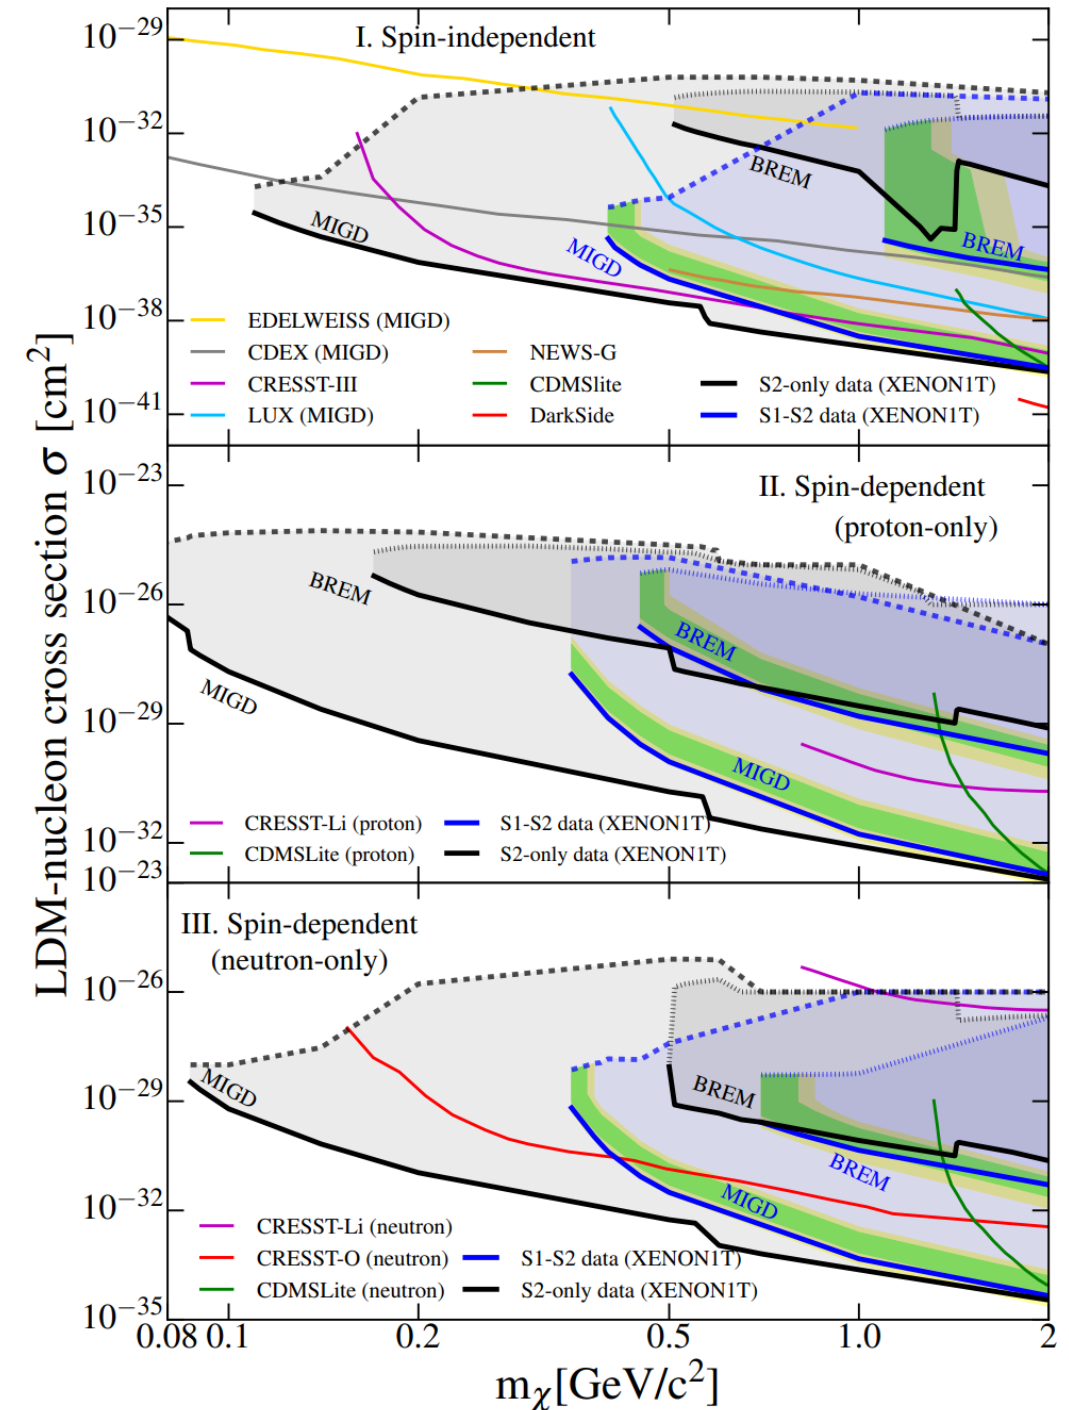 LDM-nucleon cross section σ [cm²]
I. Spin-independent
10⁻²⁹
10⁻³²
10⁻³⁵
10⁻³⁸
10⁻⁴¹
BREM
MIGD
MIGD
BREM
EDELWEISS (MIGD)
CDEX (MIGD)
CRESST-III
LUX (MIGD)
NEWS-G
CDMSlite
DarkSide
S2-only data (XENON1T)
S1-S2 data (XENON1T)
II. Spin-dependent
(proton-only)
10⁻²³
10⁻²⁶
10⁻²⁹
10⁻³²
BREM
BREM
MIGD
MIGD
CRESST-Li (proton)
CDMSLite (proton)
S1-S2 data (XENON1T)
S2-only data (XENON1T)
III. Spin-dependent
(neutron-only)
10⁻²³
10⁻²⁶
10⁻²⁹
10⁻³²
10⁻³⁵
MIGD
BREM
BREM
MIGD
CRESST-Li (neutron)
CRESST-O (neutron)
CDMSLite (neutron)
S1-S2 data (XENON1T)
S2-only data (XENON1T)
0.08 0.1 0.2 0.5 1.0 2
mχ[GeV/c²]